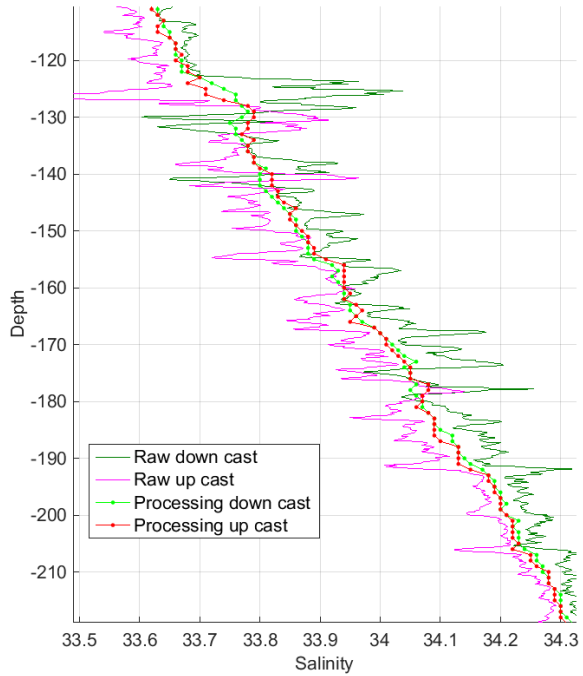 -120
-130
-140
-150
-160
-170
-180
-190
-200
-210
Depth
Raw down cast
Raw up cast
Processing down cast
Processing up cast
33.5 33.6 33.7 33.8 33.9 34 34.1 34.2 34.3
Salinity